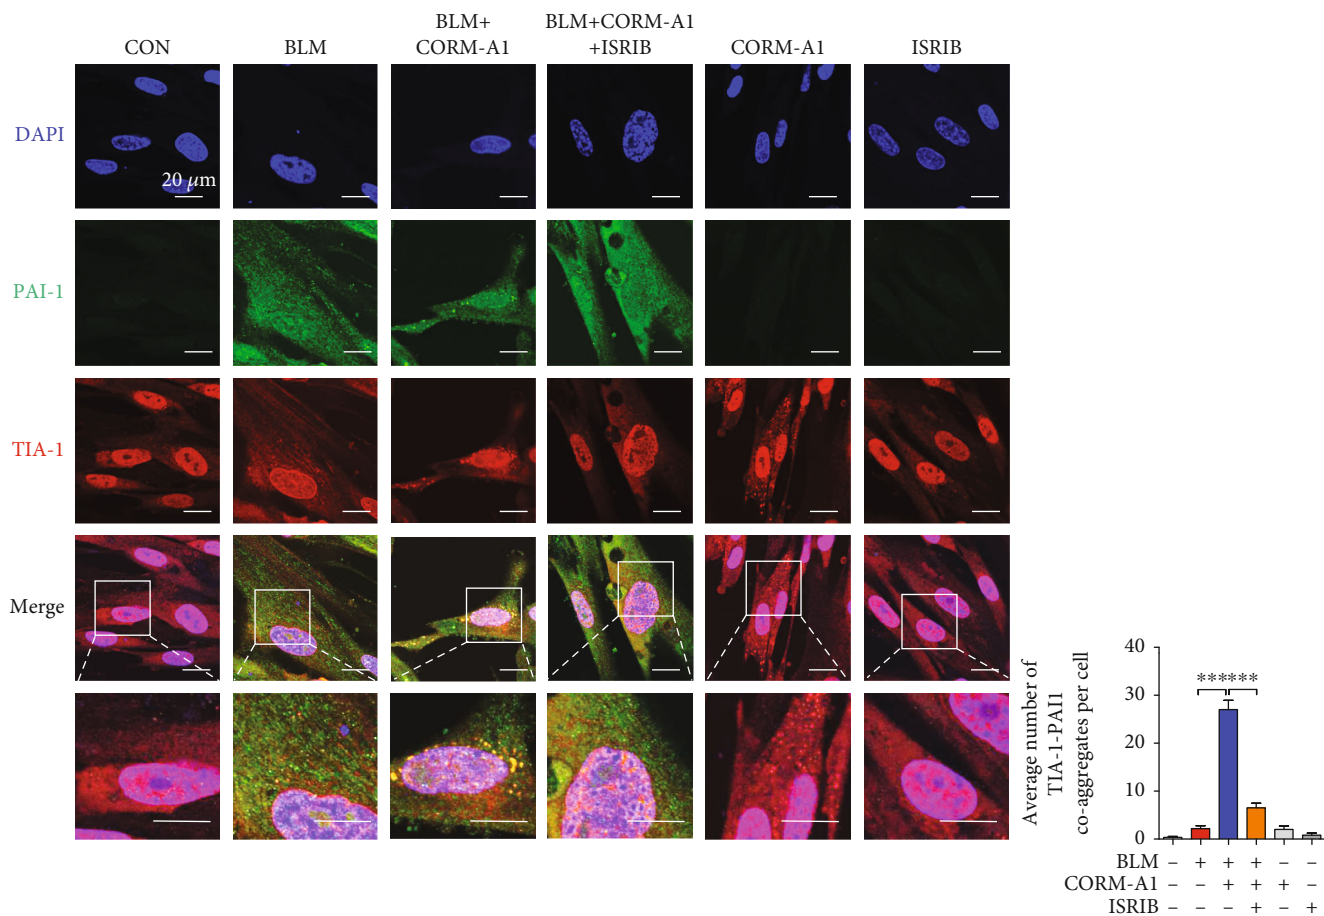 CON
BLM
BLM+
CORM-A1
BLM+CORM-A1
+ISRIB
CORM-A1
ISRIB
DAPI
20 µm
PAI-1
TIA-1
Merge
Average number of
TIA-1-PAI1
co-aggregates per cell
40
30
20
10
0
******
BLM – + + + – –
CORM-A1 – – + + + –
ISRIB – – – + – +